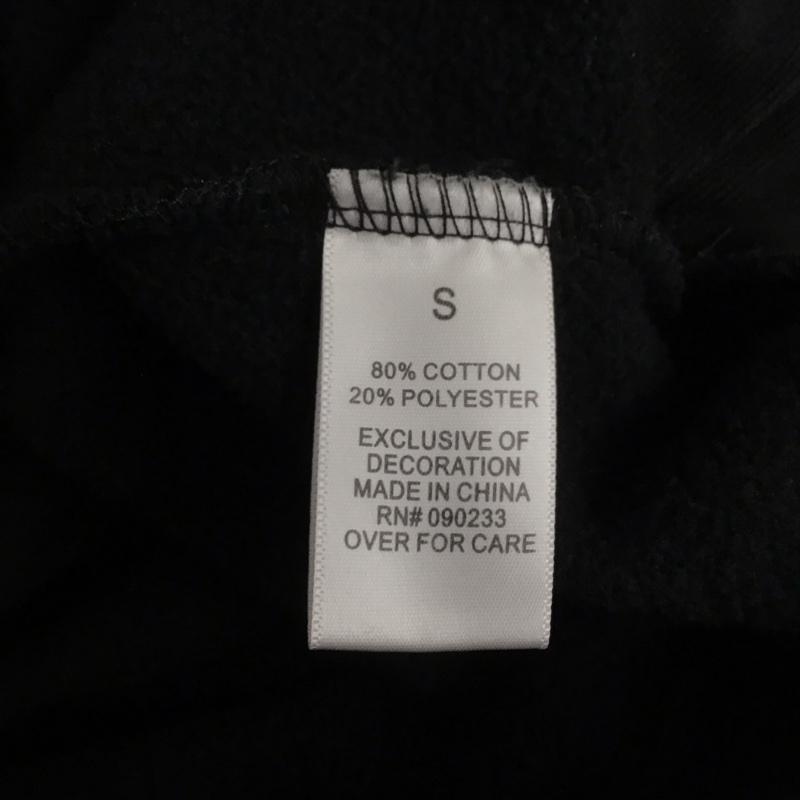 S
80% COTTON
20% POLYESTER
EXCLUSIVE OF
DECORATION
MADE IN CHINA
RN# 090233
OVER FOR CARE